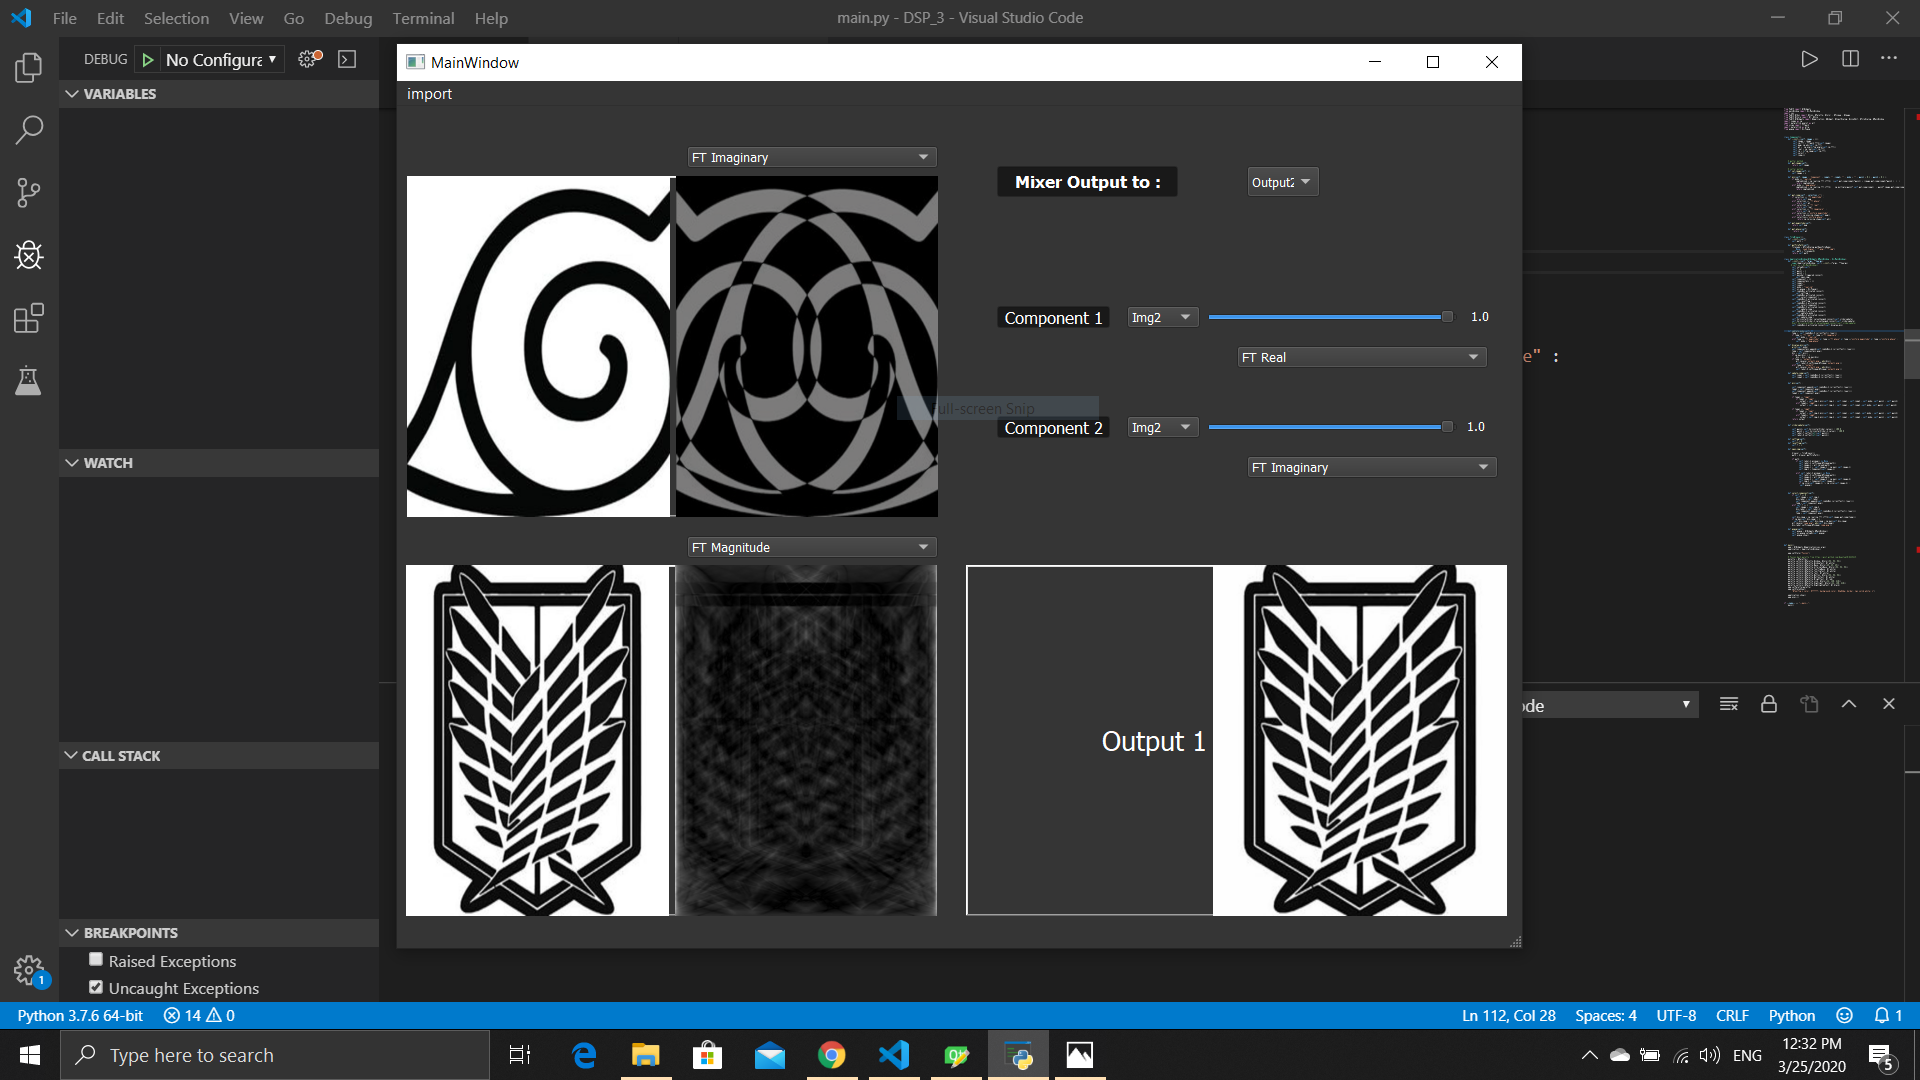 File Edit Selection View Go Debug Terminal Help
main.py - DSP_3 - Visual Studio Code
DEBUG No Configura
VARIABLES
WATCH
CALL STACK
BREAKPOINTS
Raised Exceptions
Uncaught Exceptions
MainWindow
import
FT Imaginary
Mixer Output to :
Output2
Component 1
Img2
1.0
FT Real
e" :
Full-screen Snip
Component 2
Img2
1.0
FT Imaginary
FT Magnitude
Output 1
ode
1
Python 3.7.6 64-bit 14 0
Ln 112, Col 28 Spaces: 4 UTF-8 CRLF Python 1
Type here to search
ENG
12:32 PM
3/25/2020
5